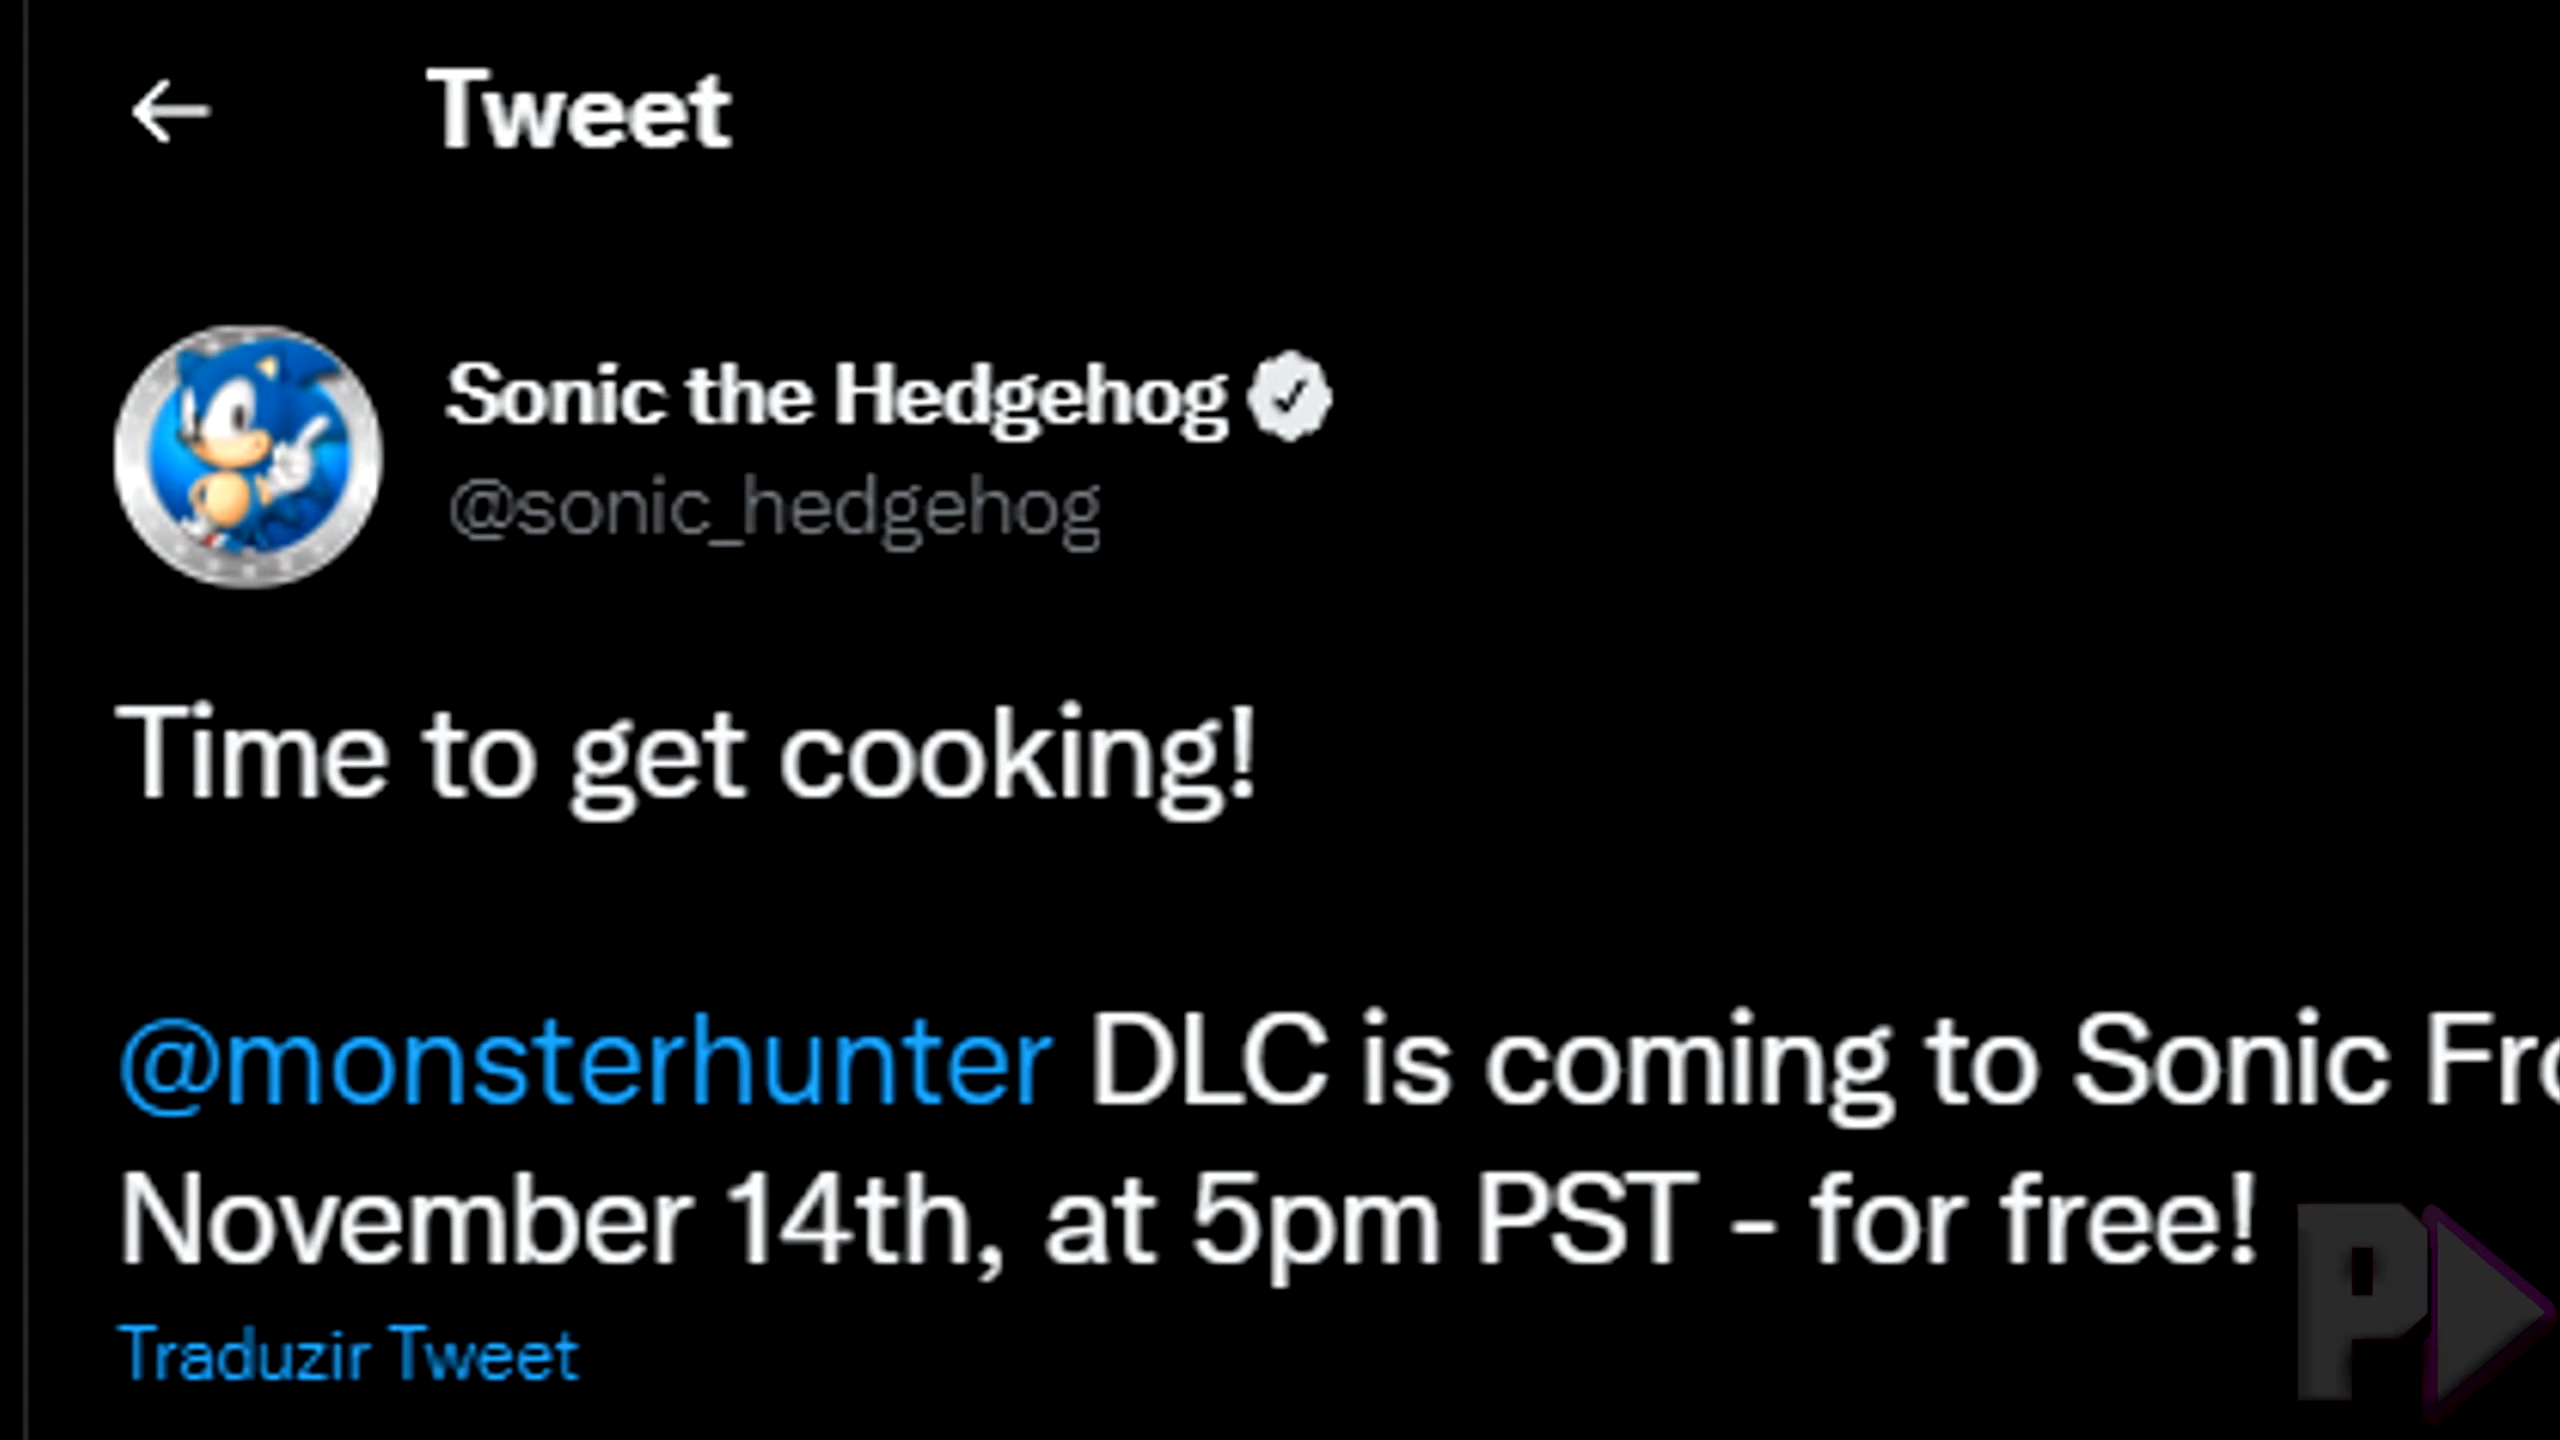 Tweet
Sonic the Hedgehog
@sonic_hedgehog
Time to get cooking!
@monsterhunter DLC is coming to Sonic
November 14th, at 5pm PST - for free!
Traduzir Tweet
P